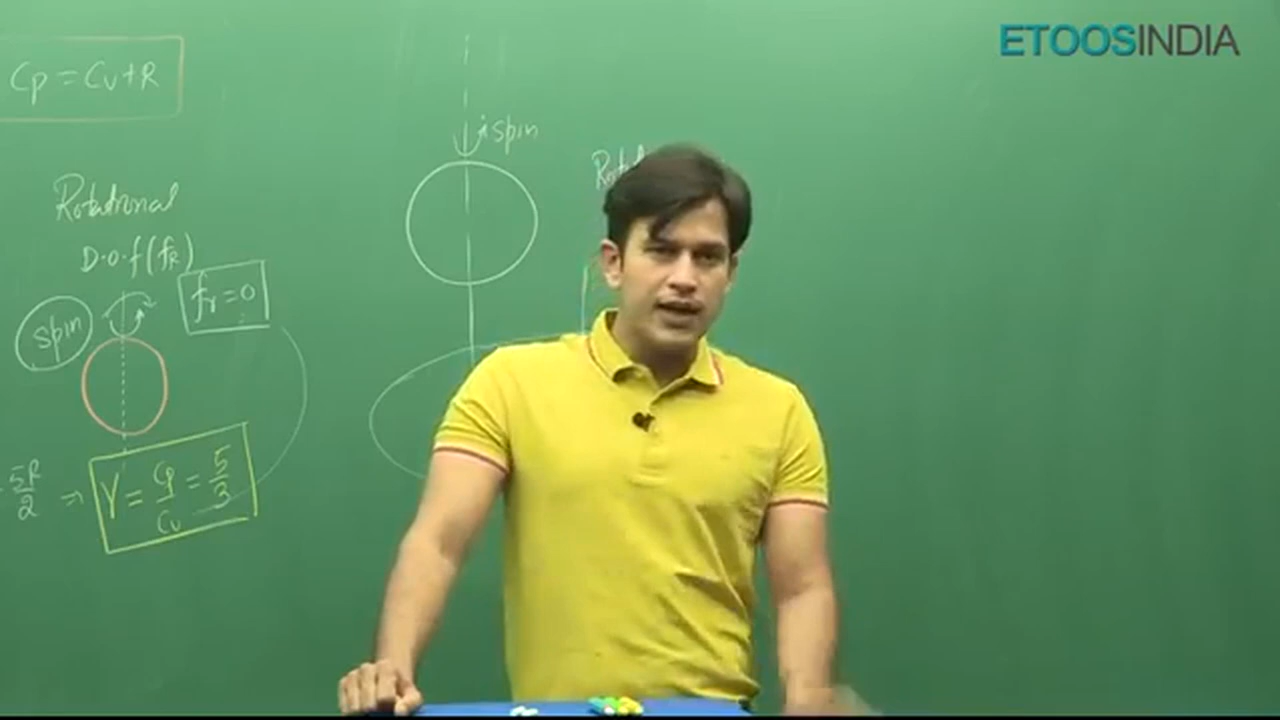 ETOOSINDIA
Cp = Cv + R
spin
Rotational
D.O.f (fR)
fr = 0
spin
5R/2 ⇒ γ = Cp/Cv = 5/3